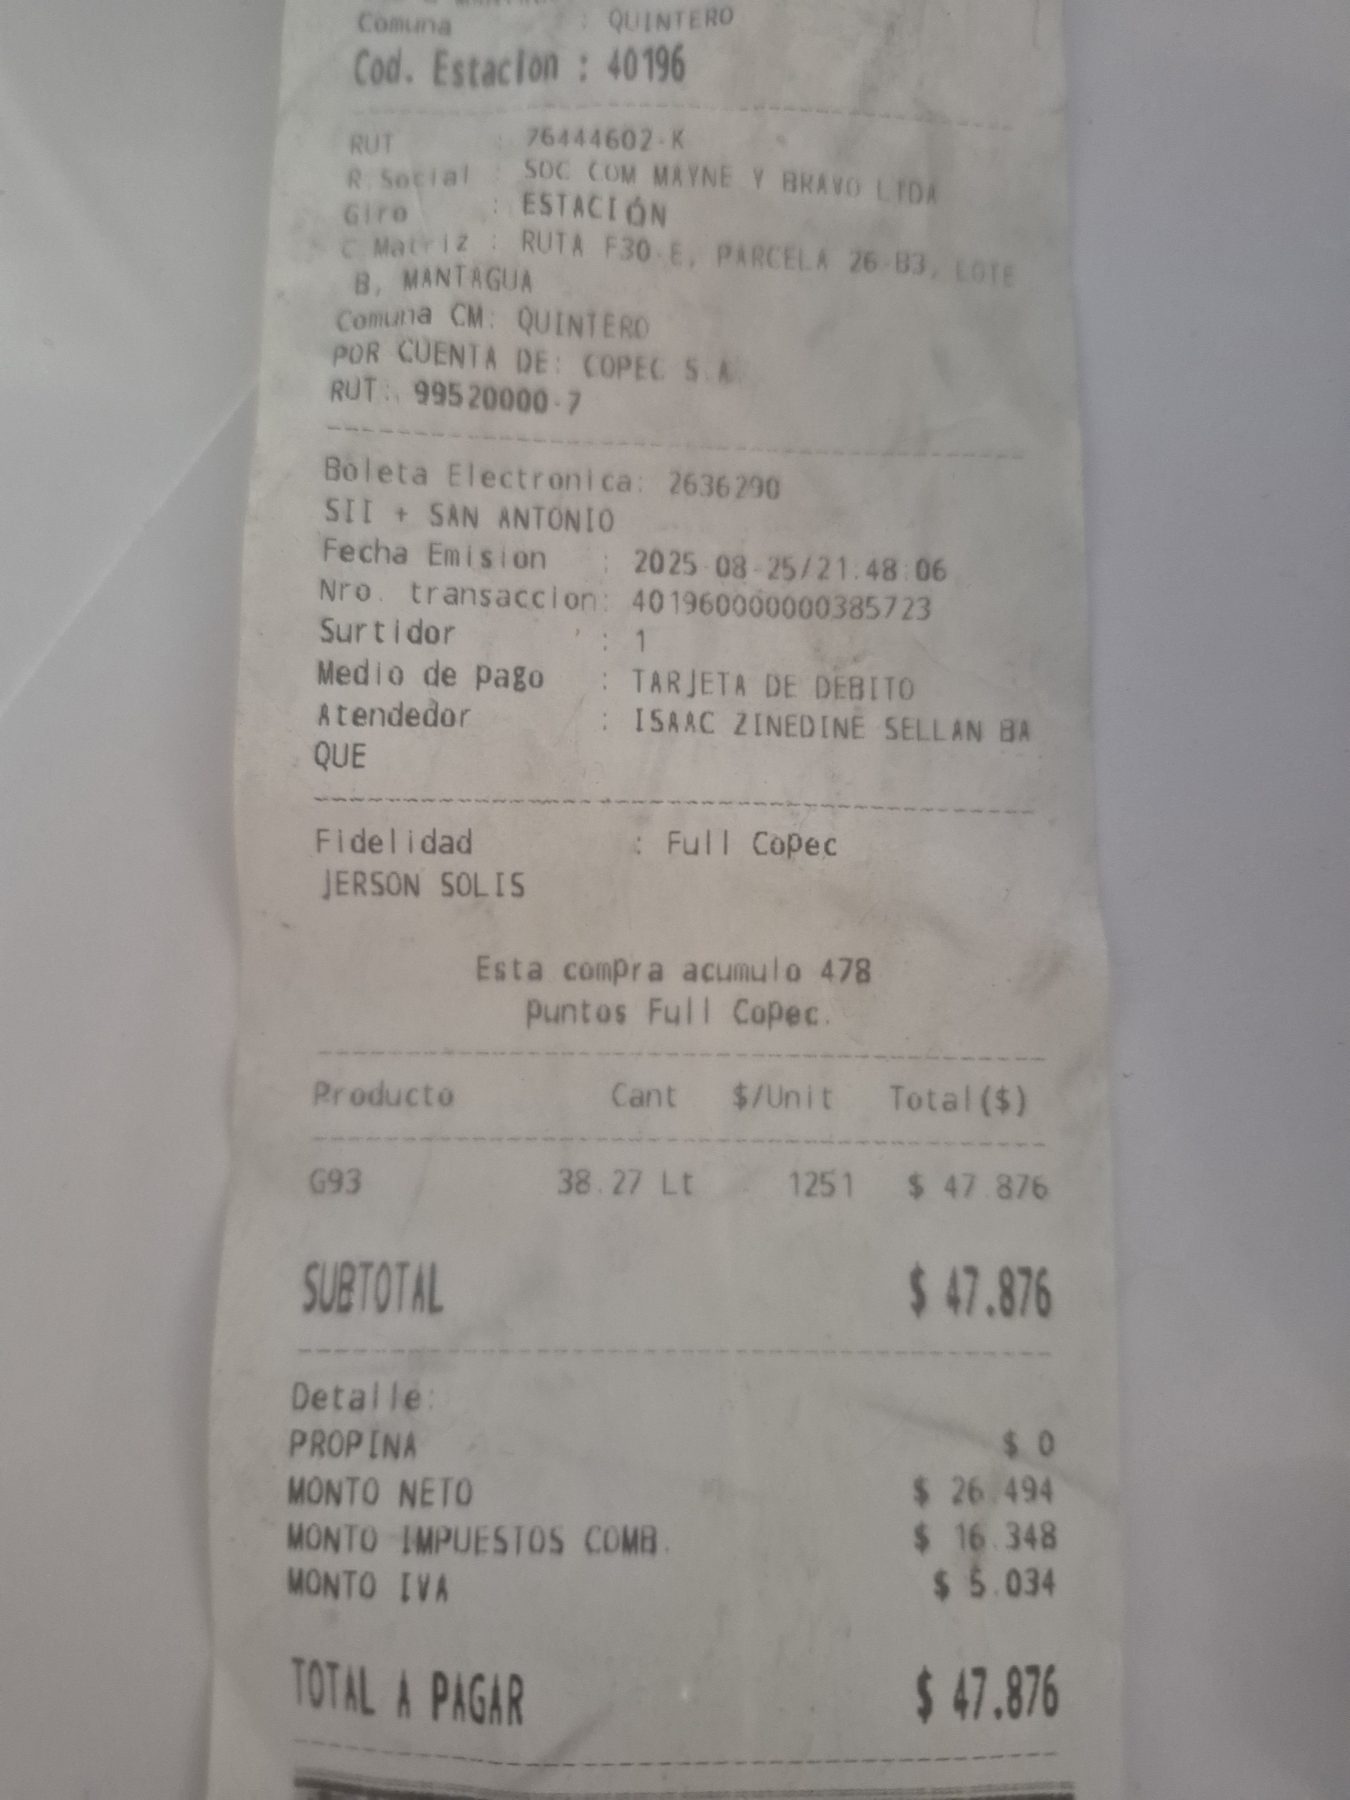 Comuna : QUINTERO
Cod. Estacion : 40196
RUT : 76444602-K
R.Social : SOC COM MAYNE Y BRAVO LTDA
Giro : ESTACIÓN
C.Matriz : RUTA F30-E, PARCELA 26-B3, LOTE
B, MANTAGUA
Comuna CM: QUINTERO
POR CUENTA DE: COPEC S.A.
RUT: 99520000-7
Boleta Electronica: 2636290
SII + SAN ANTONIO
Fecha Emision : 2025-08-25/21:48:06
Nro. transaccion: 401960000000385723
Surtidor : 1
Medio de pago : TARJETA DE DEBITO
Atendedor : ISAAC ZINEDINE SELLAN BA
QUE
Fidelidad : Full Copec
JERSON SOLIS
Esta compra acumulo 478
puntos Full Copec.
Producto Cant $/Unit Total($)
G93 38.27 Lt 1251 $ 47.876
SUBTOTAL $ 47.876
Detalle:
PROPINA $ 0
MONTO NETO $ 26.494
MONTO IMPUESTOS COMB. $ 16.348
MONTO IVA $ 5.034
TOTAL A PAGAR $ 47.876